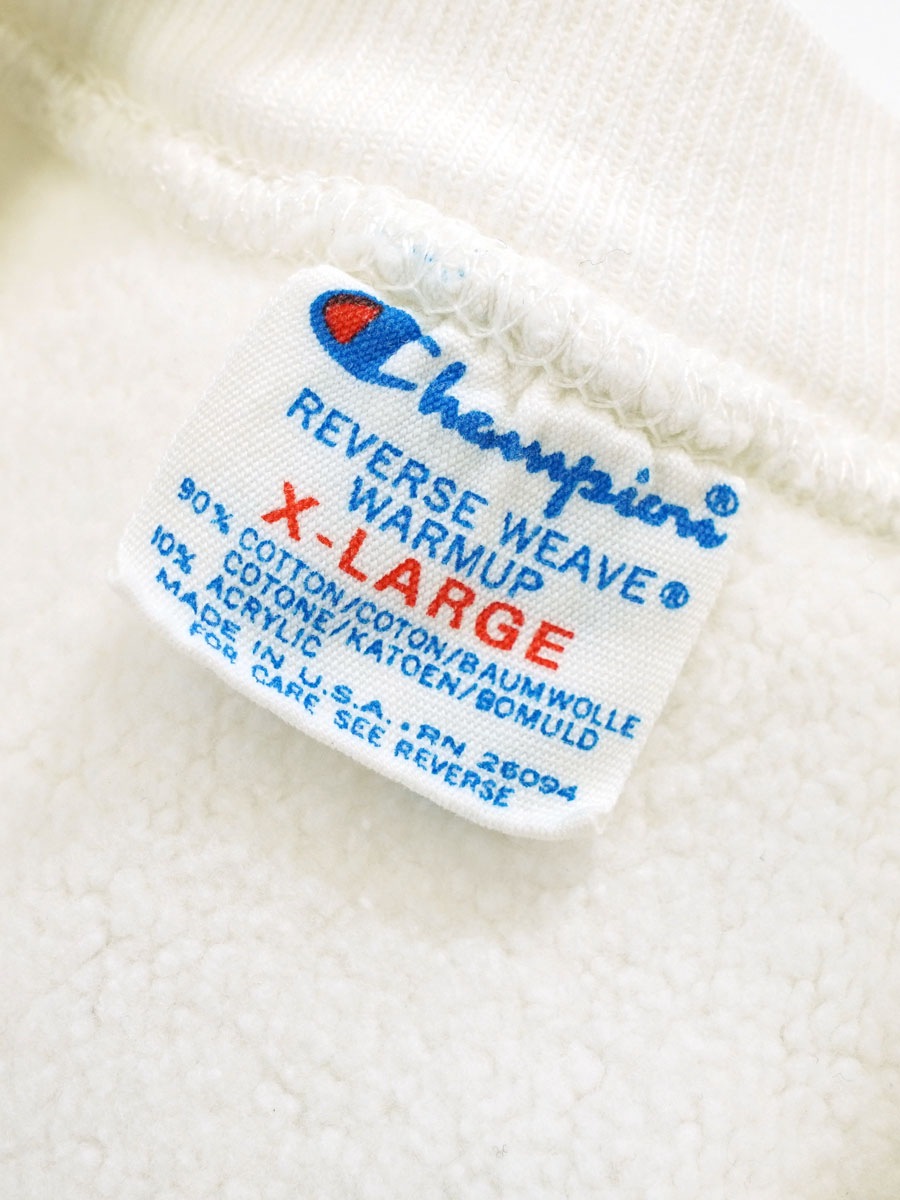 Champion®
REVERSE WEAVE®
WARMUP
X-LARGE
90% COTTON/COTON/BAUMWOLLE
COTONE/KATOEN/BOMULD
10% ACRYLIC
MADE IN U.S.A. • RN 26094
FOR CARE SEE REVERSE